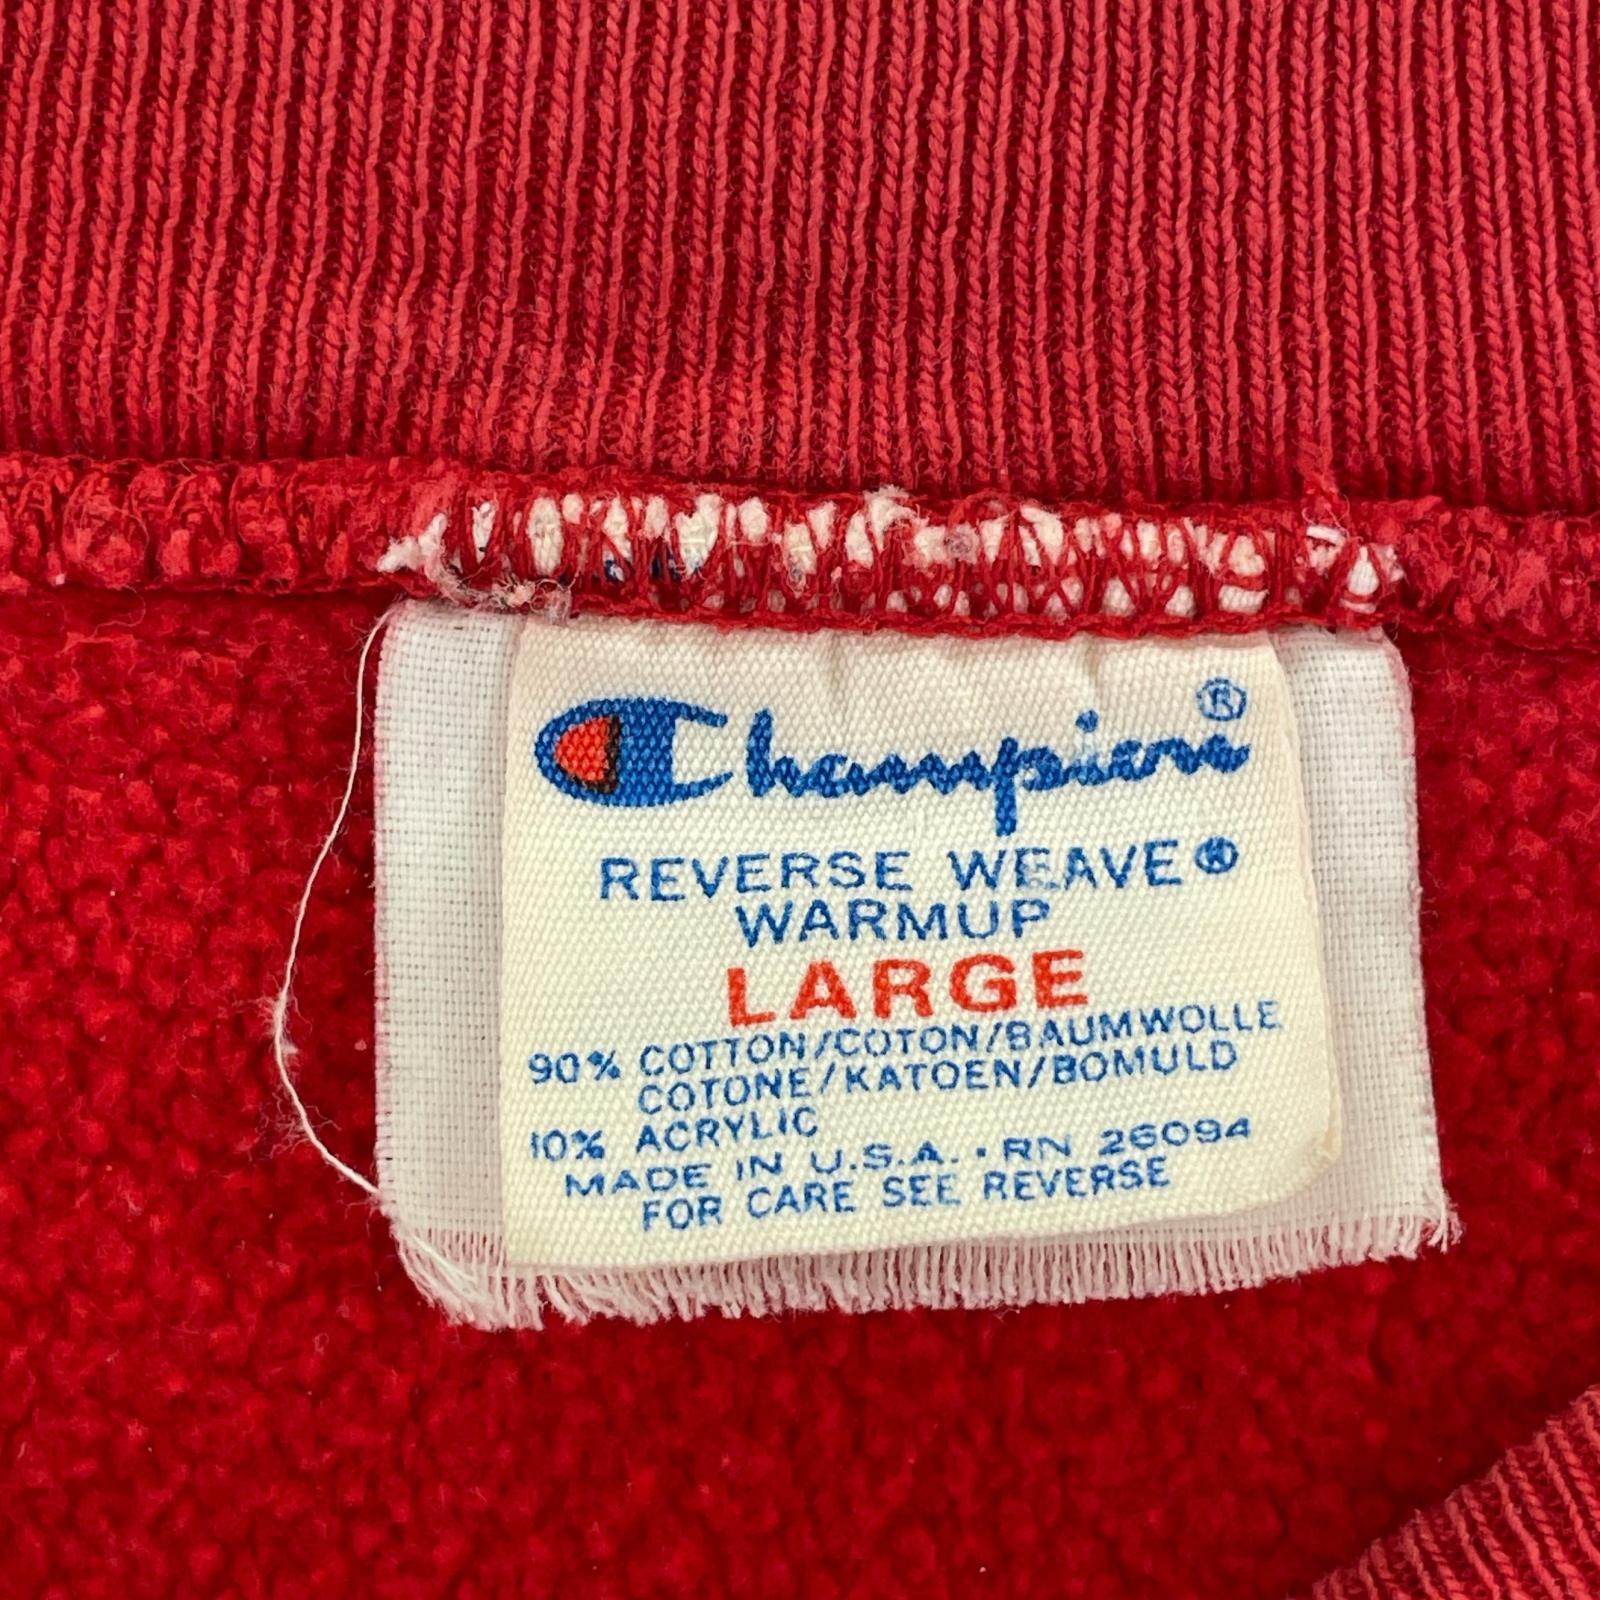 Champion®
REVERSE WEAVE®
WARMUP
LARGE
90% COTTON/COTON/BAUMWOLLE
COTONE/KATOEN/BOMULD
10% ACRYLIC
MADE IN U.S.A. · RN 26094
FOR CARE SEE REVERSE